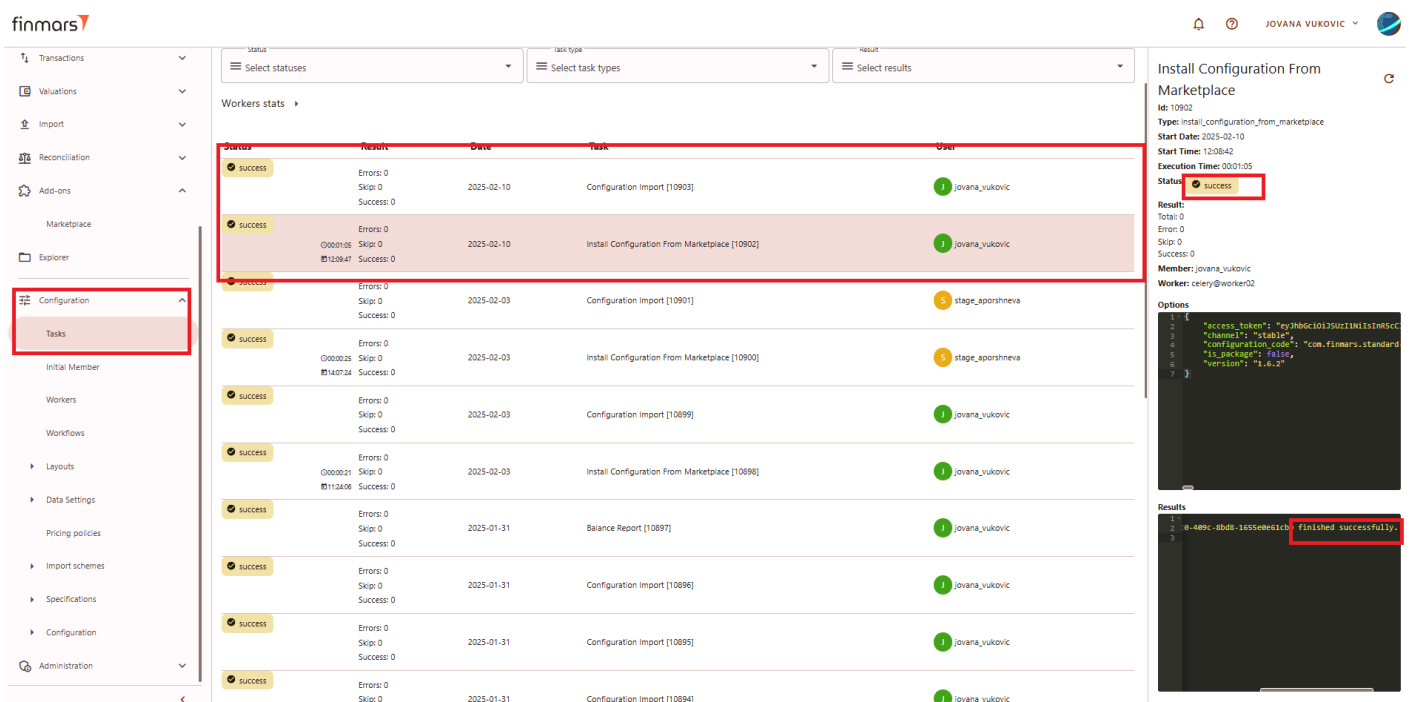 finmars
JOVANA VUKOVIC
Transactions
Valuations
Import
Reconciliation
Add-ons
Marketplace
Explorer
Configuration
Tasks
Initial Member
Workers
Workflows
Layouts
Data Settings
Pricing policies
Import schemes
Specifications
Configuration
Administration
Status Task type Result
Select statuses Select task types Select results
Workers stats
Status Result Date Task User
success
Errors: 0
Skip: 0 2025-02-10 Configuration Import [10903] J jovana_vukovic
Success: 0
success
Errors: 0
00:01:05 Skip: 0 2025-02-10 Install Configuration From Marketplace [10902] J jovana_vukovic
12:09:47 Success: 0
success
Errors: 0
Skip: 0 2025-02-03 Configuration Import [10901] S stage_aporshneva
Success: 0
success
Errors: 0
00:00:25 Skip: 0 2025-02-03 Install Configuration From Marketplace [10900] S stage_aporshneva
14:07:24 Success: 0
success
Errors: 0
Skip: 0 2025-02-03 Configuration Import [10899] J jovana_vukovic
Success: 0
success
Errors: 0
00:00:21 Skip: 0 2025-02-03 Install Configuration From Marketplace [10898] J jovana_vukovic
11:24:06 Success: 0
success
Errors: 0
Skip: 0 2025-01-31 Balance Report [10897] J jovana_vukovic
Success: 0
success
Errors: 0
Skip: 0 2025-01-31 Configuration Import [10896] J jovana_vukovic
Success: 0
success
Errors: 0
Skip: 0 2025-01-31 Configuration Import [10895] J jovana_vukovic
Success: 0
success
Errors: 0
Skip: 0 2025-01-31 Configuration Import [10894] J jovana_vukovic
Install Configuration From
Marketplace
Id: 10902
Type: install_configuration_from_marketplace
Start Date: 2025-02-10
Start Time: 12:08:42
Execution Time: 00:01:05
Status success
Result:
Total: 0
Error: 0
Skip: 0
Success: 0
Member: jovana_vukovic
Worker: celery@worker02
Options
1 {
2 "access_token": "eyJhbGciOiJSUzI1NiIsInR5cCI
3 "channel": "stable",
4 "configuration_code": "com.finmars.standard-
5 "is_package": false,
6 "version": "1.6.2"
7 }
Results
1
2 0-409c-8bd8-1655e0e61cb finished successfully.
3